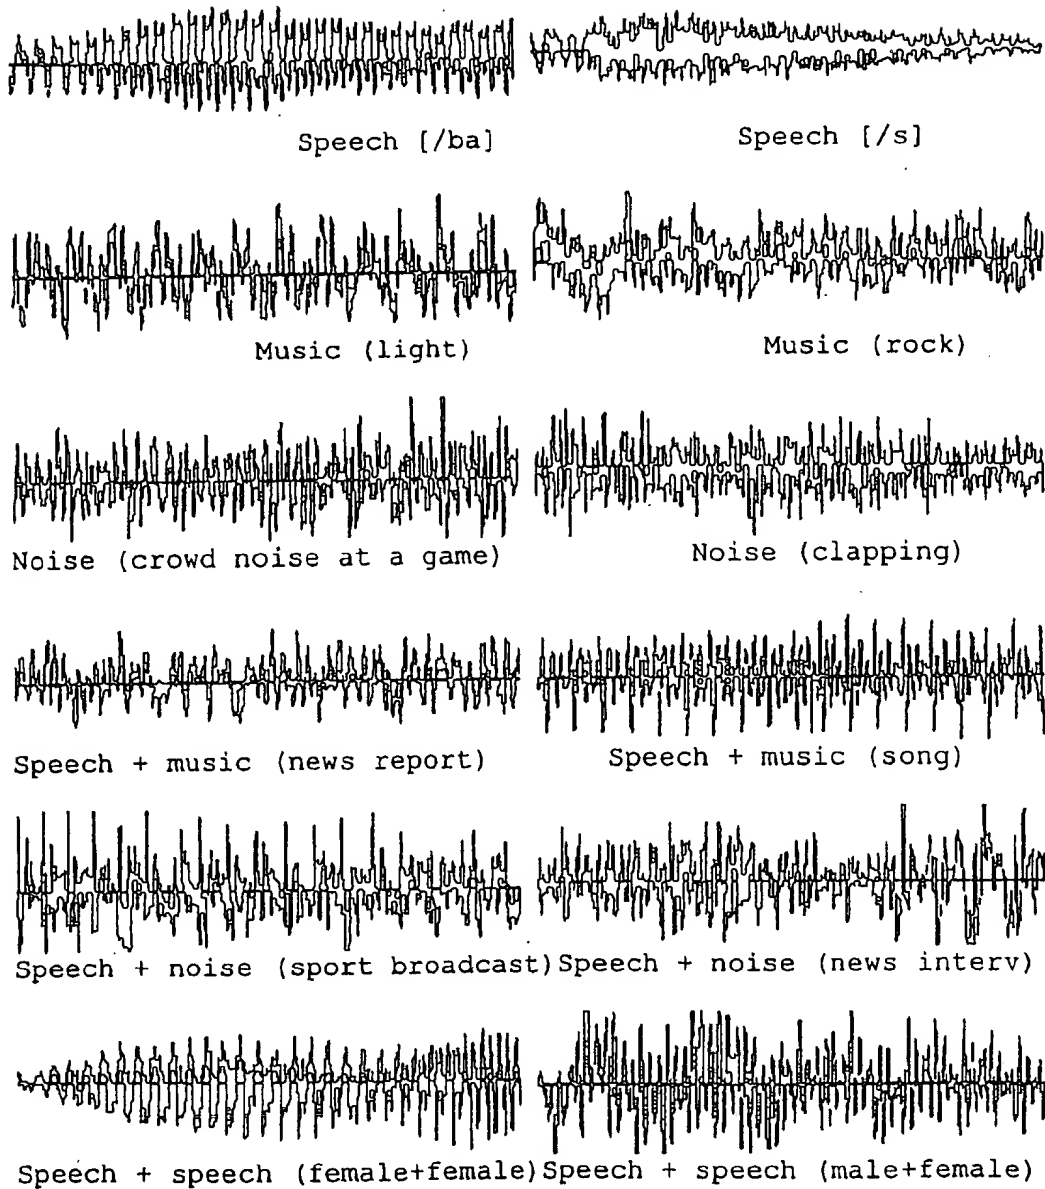 Speech [/ba]
Speech [/s]
Music (light)
Music (rock)
Noise (crowd noise at a game)
Noise (clapping)
Speech + music (news report)
Speech + music (song)
Speech + noise (sport broadcast)
Speech + noise (news interv)
Speech + speech (female+female)
Speech + speech (male+female)